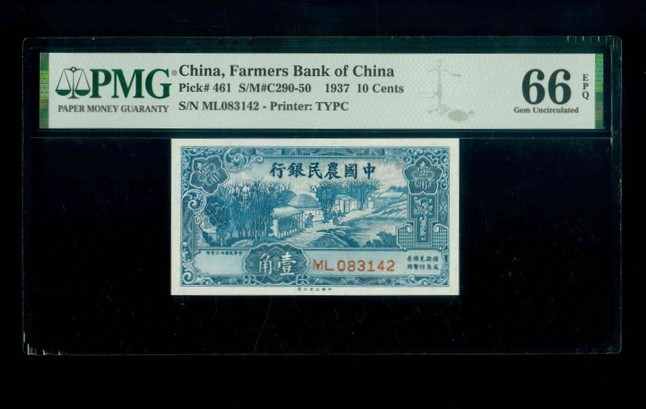 PMG
PAPER MONEY GUARANTY
China, Farmers Bank of China
Pick# 461 S/M#C290-50 1937 10 Cents
S/N ML083142 - Printer: TYPC
66 EPQ
Gem Uncirculated
行銀民農國中
角壹
ML083142